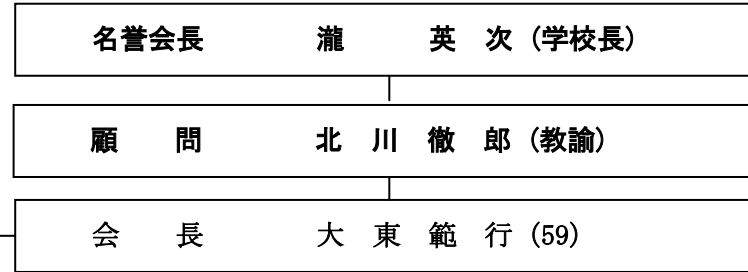 名誉会長　瀧　英次（学校長）
顧問　北川徹郎（教諭）
会長　大東範行（59）